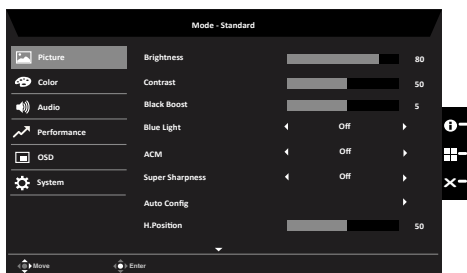 Mode - Standard
Picture
Color
Audio
Performance
OSD
System
Brightness 80
Contrast 50
Black Boost 5
Blue Light Off
ACM Off
Super Sharpness Off
Auto Config
H.Position 50
Move Enter